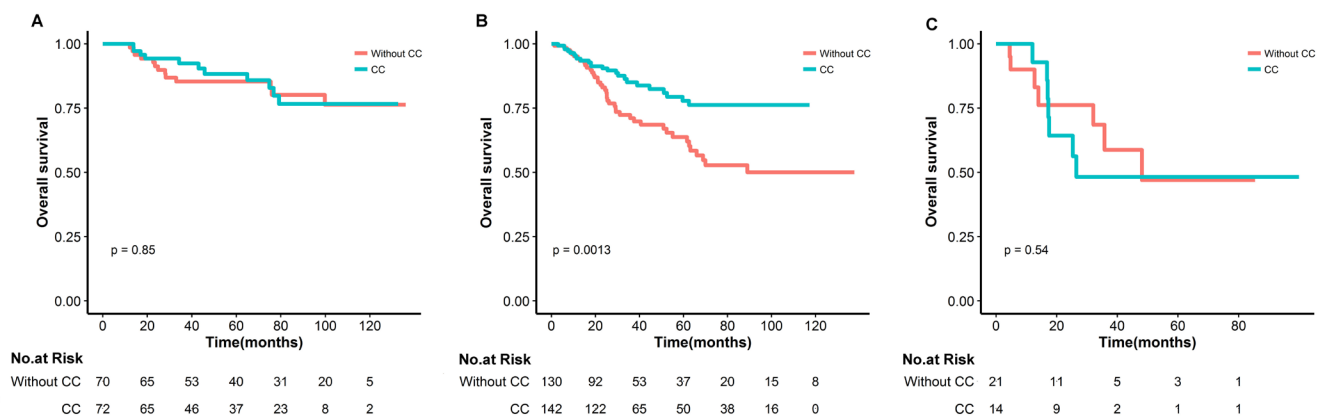 A
1.00
0.75
0.50
0.25
0.00
Overall survival
Without CC
CC
p = 0.85
0 20 40 60 80 100 120
Time(months)
No.at Risk
Without CC 70 65 53 40 31 20 5
CC 72 65 46 37 23 8 2
B
1.00
0.75
0.50
0.25
0.00
Overall survival
Without CC
CC
p = 0.0013
0 20 40 60 80 100 120
Time(months)
No.at Risk
Without CC 130 92 53 37 20 15 8
CC 142 122 65 50 38 16 0
C
1.00
0.75
0.50
0.25
0.00
Overall survival
Without CC
CC
p = 0.54
0 20 40 60 80
Time(months)
No.at Risk
Without CC 21 11 5 3 1
CC 14 9 2 1 1